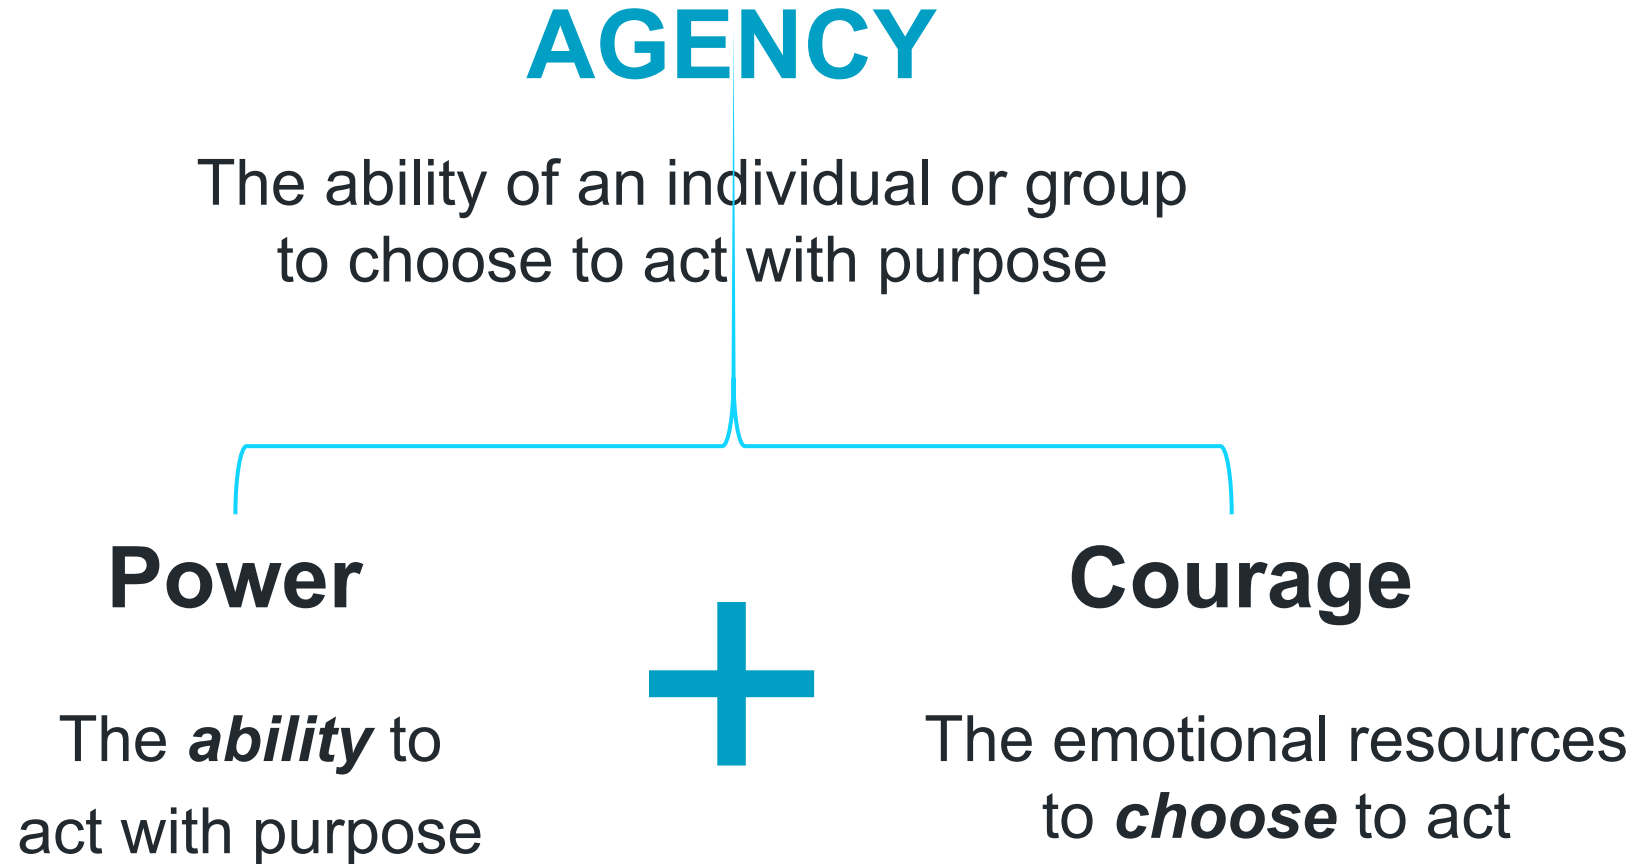 AGENCY
The ability of an individual or group
to choose to act with purpose
Power
The ability to
act with purpose
+
Courage
The emotional resources
to choose to act